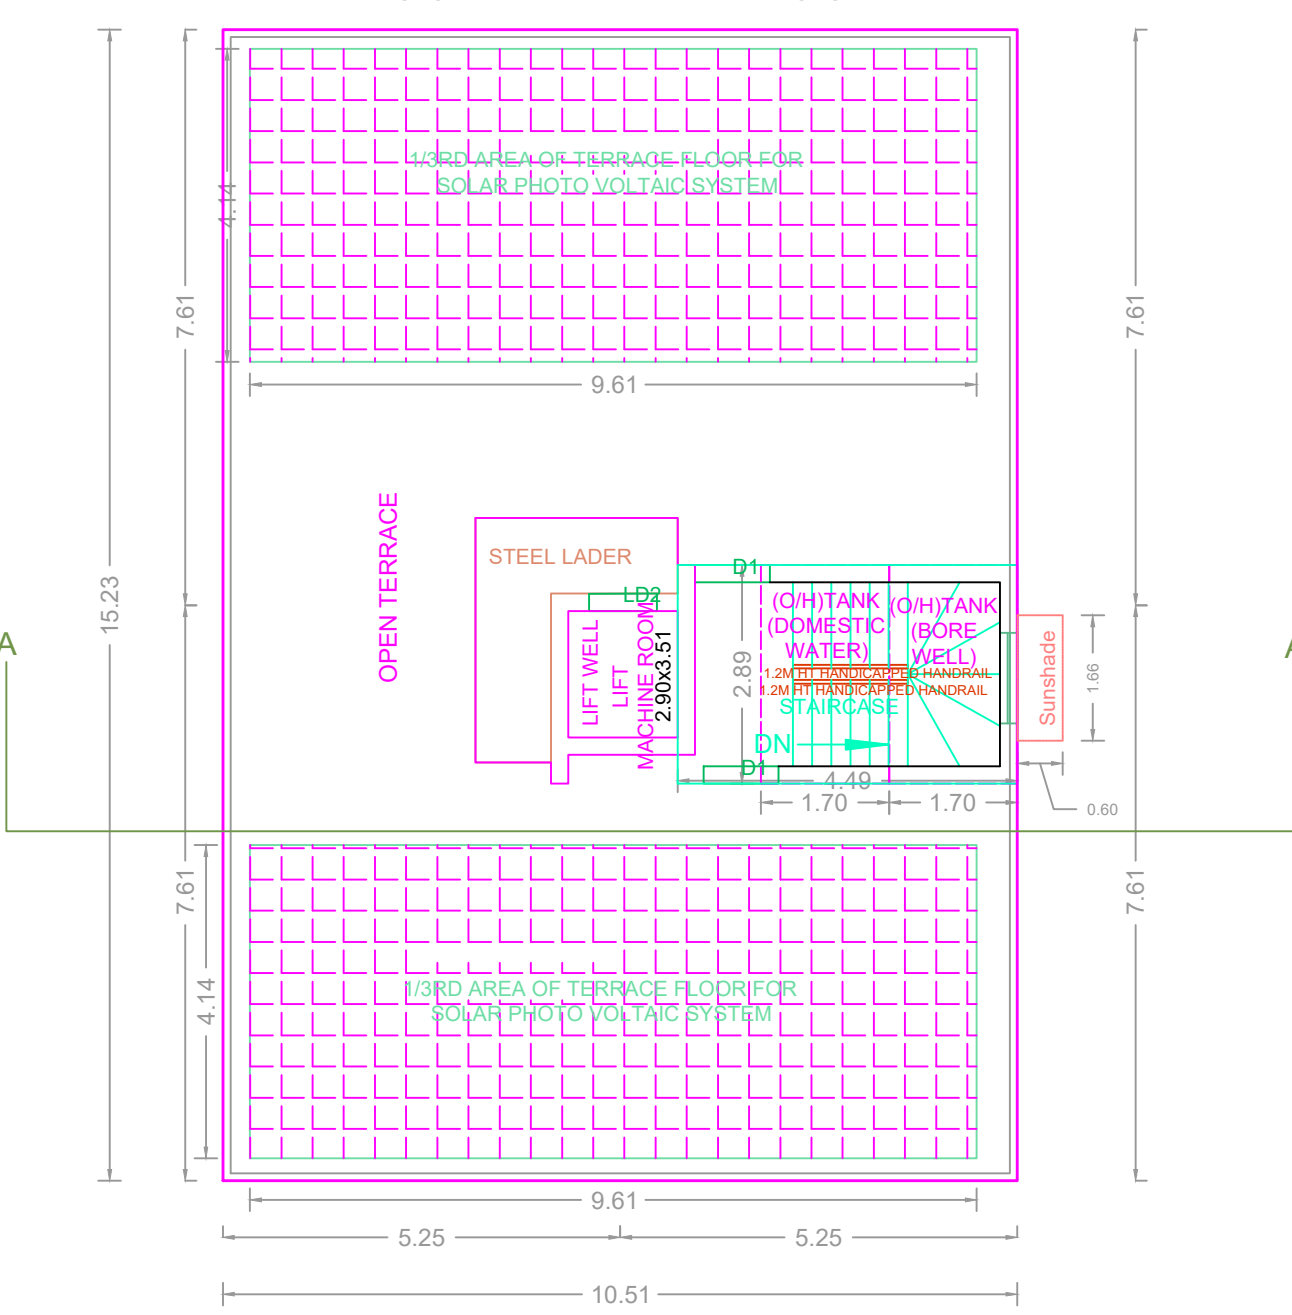 1/3RD AREA OF TERRACE FLOOR FOR
SOLAR PHOTO VOLTAIC SYSTEM
4.14
7.61
7.61
9.61
15.23
OPEN TERRACE
STEEL LADER
LD2
LIFT WELL
LIFT
MACHINE ROOM
2.90x3.51
D1
2.89
(O/H)TANK
(DOMESTIC
WATER)
(O/H)TANK
(BORE
WELL)
1.2M HT HANDICAPPED HANDRAIL
1.2M HT HANDICAPPED HANDRAIL
STAIRCASE
DN
D1
4.49
1.70
1.70
Sunshade
1.66
0.60
A
A
7.61
7.61
4.14
1/3RD AREA OF TERRACE FLOOR FOR
SOLAR PHOTO VOLTAIC SYSTEM
9.61
5.25
5.25
10.51